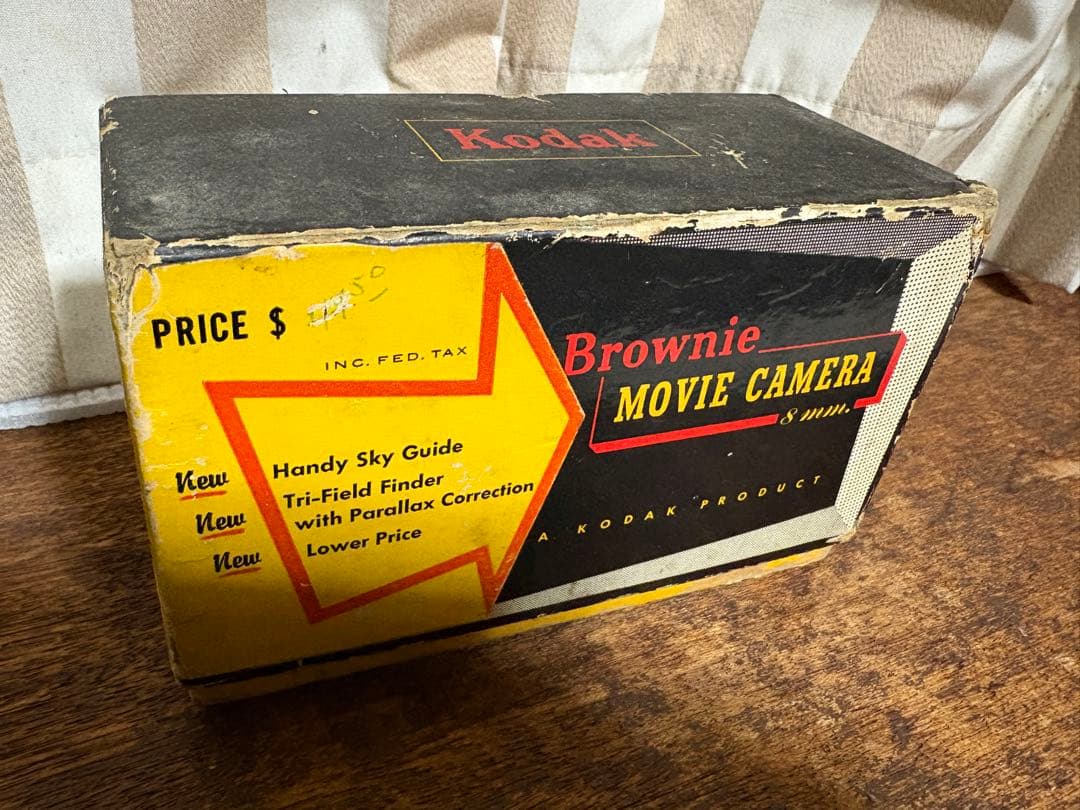 Kodak
PRICE $
INC. FED. TAX
New Handy Sky Guide
New Tri-Field Finder
with Parallax Correction
New Lower Price
Brownie
MOVIE CAMERA
8 mm.
A KODAK PRODUCT